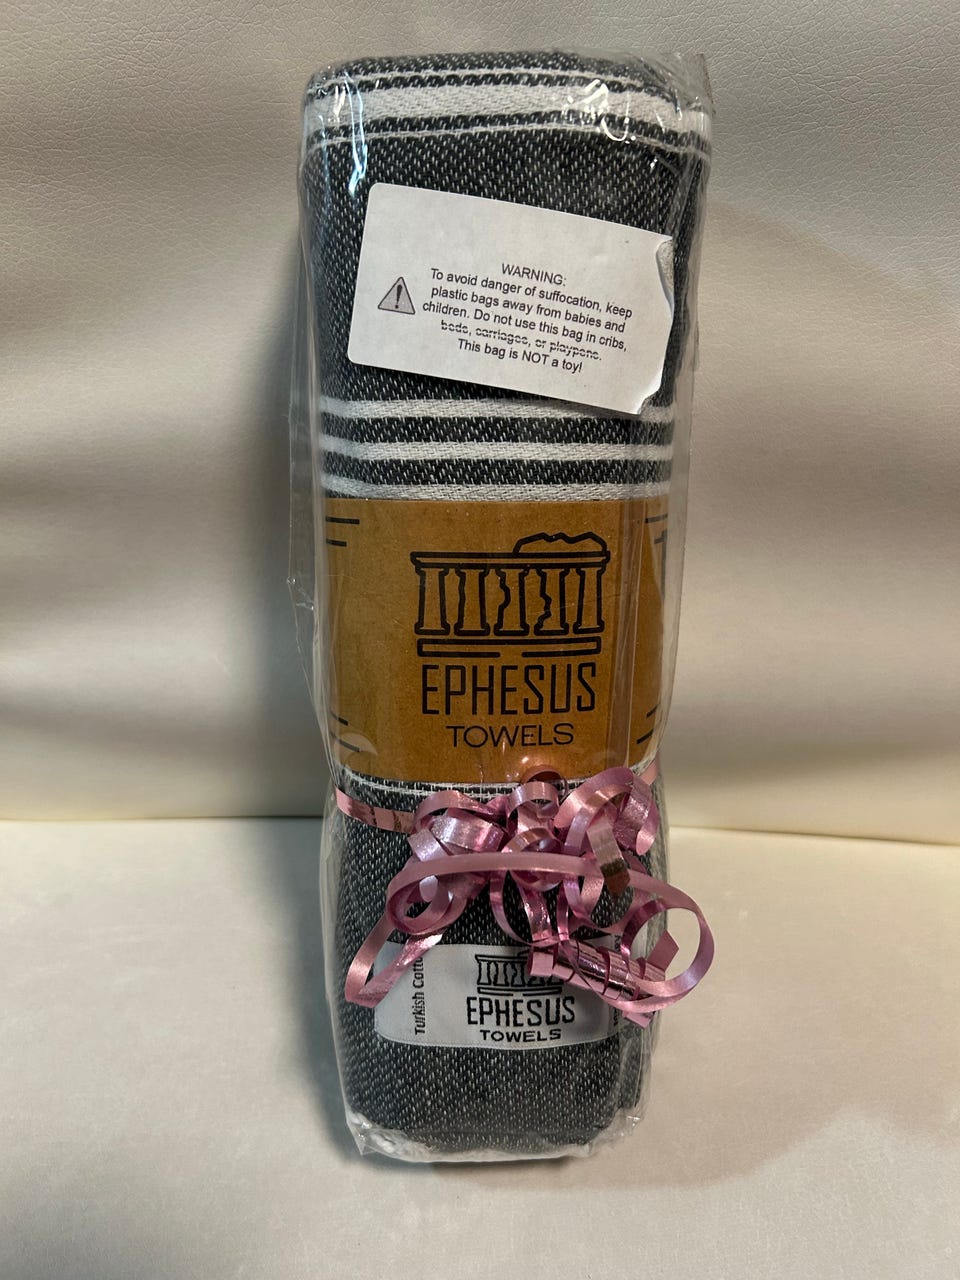 WARNING:
To avoid danger of suffocation, keep
plastic bags away from babies and
children. Do not use this bag in cribs,
beds, carriages, or playpens.
This bag is NOT a toy!
EPHESUS
TOWELS
Turkish
EPHESUS
TOWELS